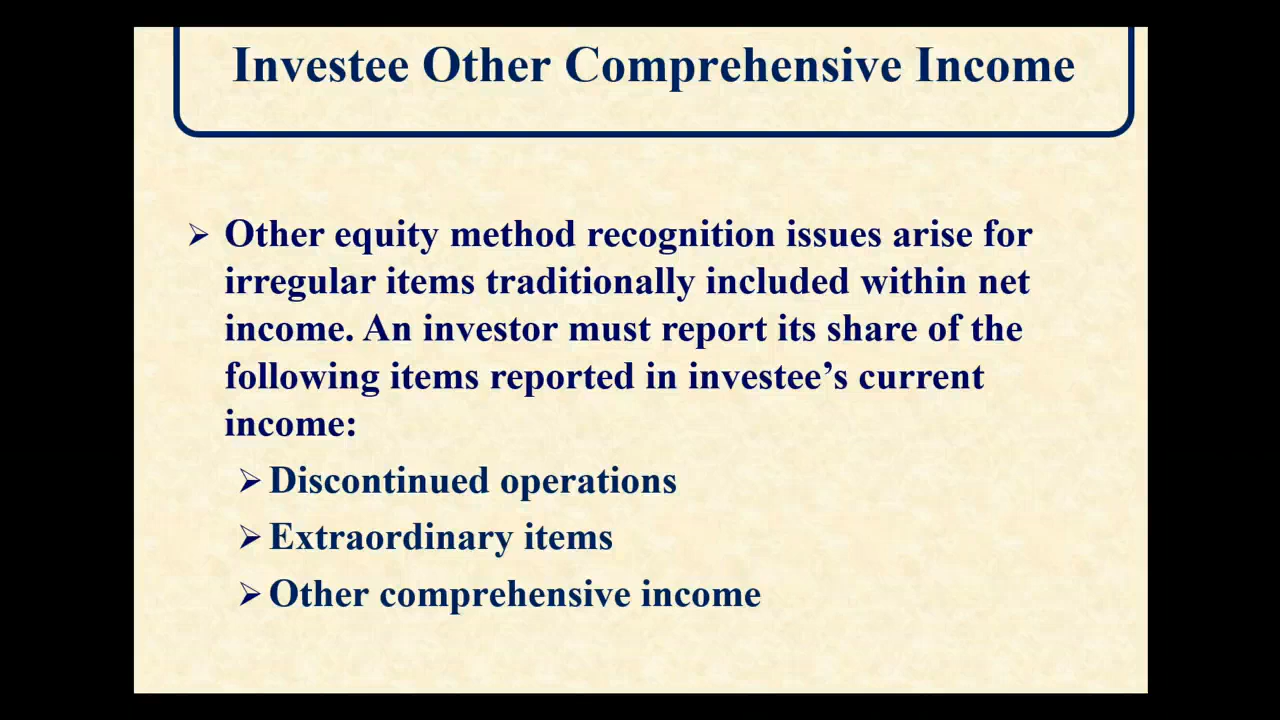 Investee Other Comprehensive Income
Other equity method recognition issues arise for
irregular items traditionally included within net
income. An investor must report its share of the
following items reported in investee’s current
income:
Discontinued operations
Extraordinary items
Other comprehensive income